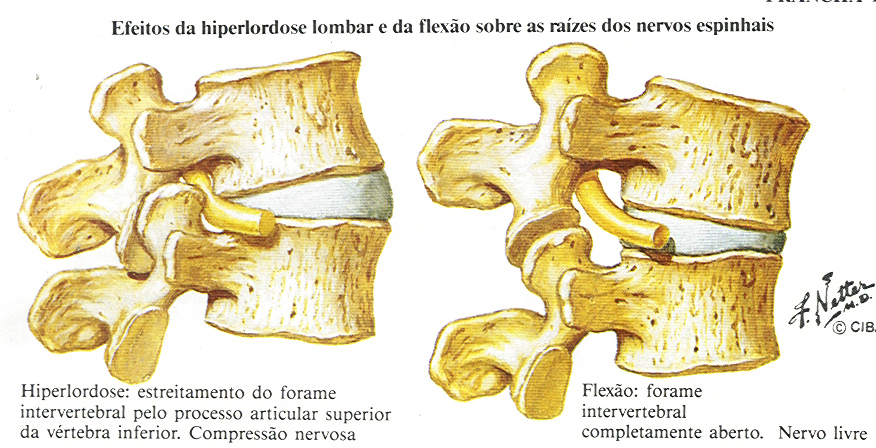 PRANCHA
Efeitos da hiperlordose lombar e da flexão sobre as raízes dos nervos espinhais
Hiperlordose: estreitamento do forame
intervertebral pelo processo articular superior
da vértebra inferior. Compressão nervosa
Flexão: forame
intervertebral
completamente aberto. Nervo livre
F. Netter
M.D.
© CIBA